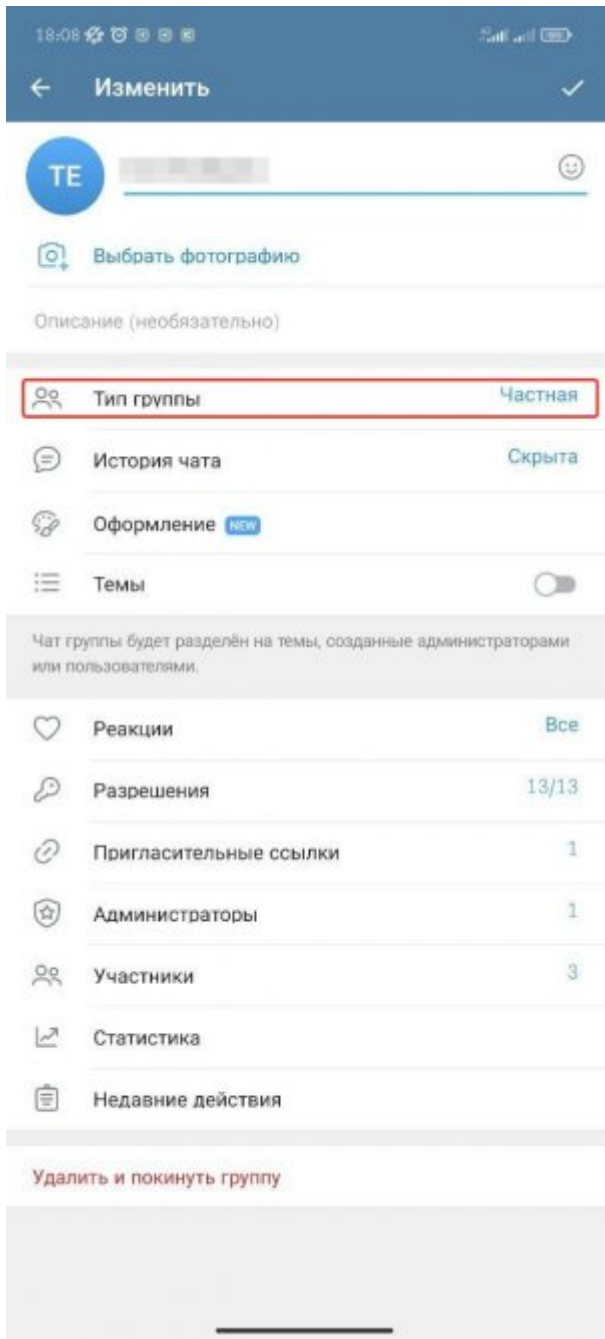 18:08
Изменить
TE
Выбрать фотографию
Описание (необязательно)
Тип группы Частная
История чата Скрыта
Оформление NEW
Темы
Чат группы будет разделён на темы, созданные администраторами
или пользователями.
Реакции Все
Разрешения 13/13
Пригласительные ссылки 1
Администраторы 1
Участники 3
Статистика
Недавние действия
Удалить и покинуть группу